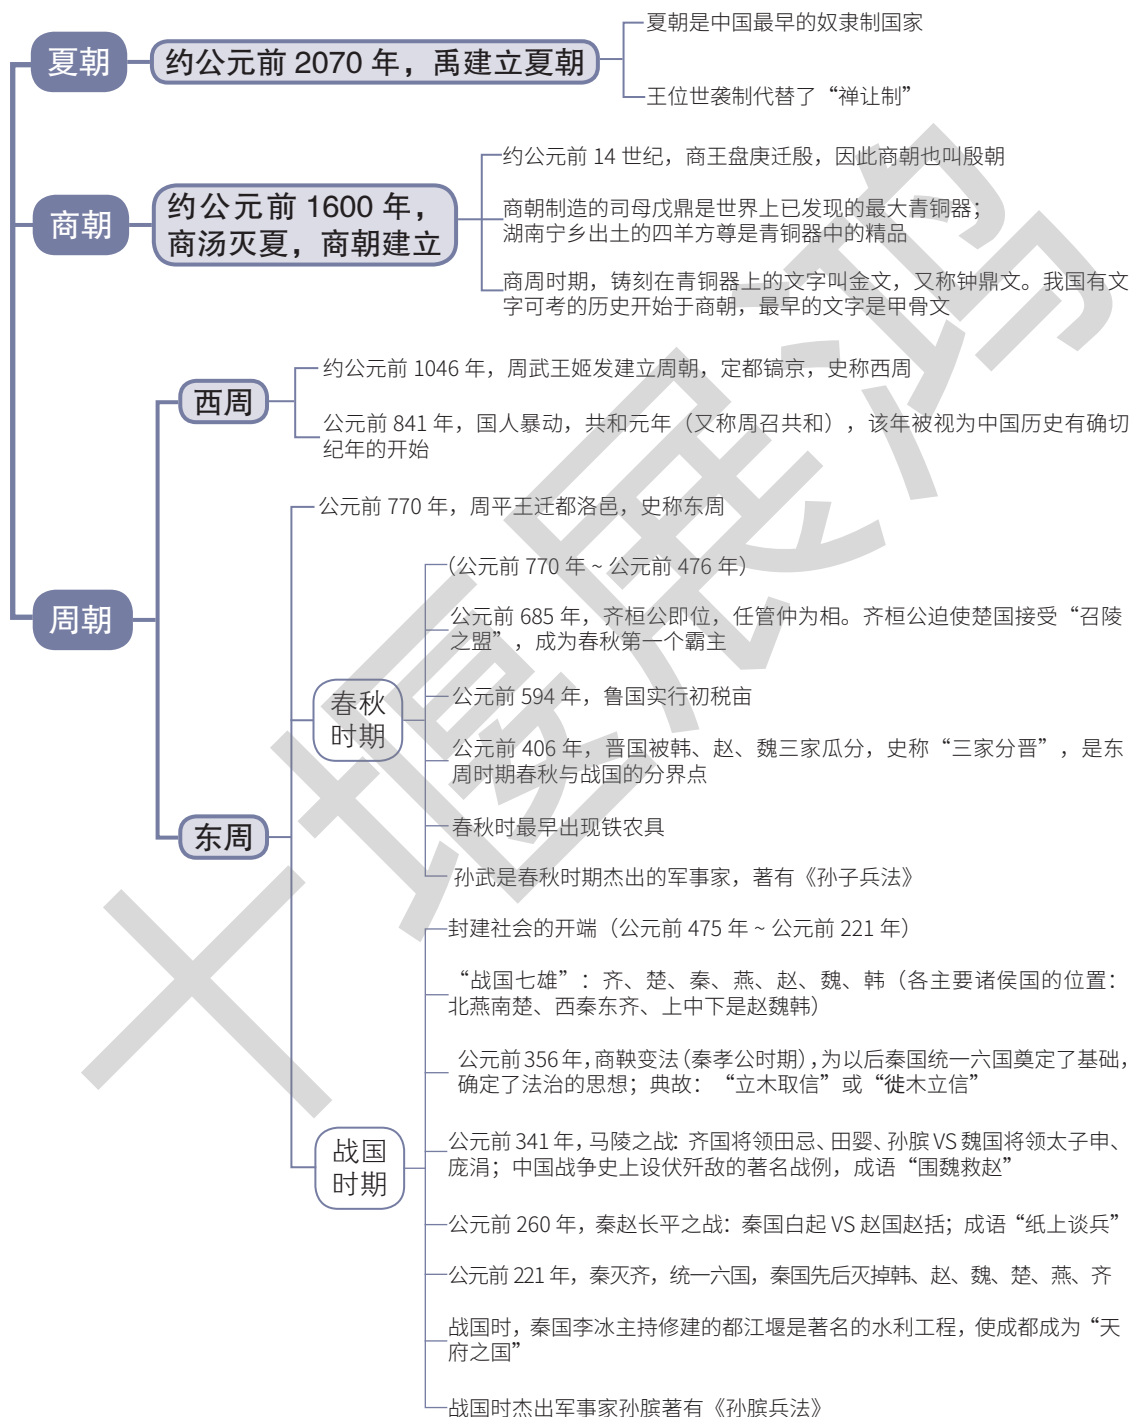 夏朝
约公元前 2070 年，禹建立夏朝
夏朝是中国最早的奴隶制国家
王位世袭制代替了“禅让制”
商朝
约公元前 1600 年，
商汤灭夏，商朝建立
约公元前 14 世纪，商王盘庚迁殷，因此商朝也叫殷朝
商朝制造的司母戊鼎是世界上已发现的最大青铜器；
湖南宁乡出土的四羊方尊是青铜器中的精品
商周时期，铸刻在青铜器上的文字叫金文，又称钟鼎文。我国有文
字可考的历史开始于商朝，最早的文字是甲骨文
周朝
西周
约公元前 1046 年，周武王姬发建立周朝，定都镐京，史称西周
公元前 841 年，国人暴动，共和元年（又称周召共和），该年被视为中国历史有确切
纪年的开始
东周
公元前 770 年，周平王迁都洛邑，史称东周
春秋
时期
（公元前 770 年 ~ 公元前 476 年）
公元前 685 年，齐桓公即位，任管仲为相。齐桓公迫使楚国接受“召陵
之盟”，成为春秋第一个霸主
公元前 594 年，鲁国实行初税亩
公元前 406 年，晋国被韩、赵、魏三家瓜分，史称“三家分晋”，是东
周时期春秋与战国的分界点
春秋时最早出现铁农具
孙武是春秋时期杰出的军事家，著有《孙子兵法》
战国
时期
封建社会的开端（公元前 475 年 ~ 公元前 221 年）
“战国七雄”：齐、楚、秦、燕、赵、魏、韩（各主要诸侯国的位置：
北燕南楚、西秦东齐、上中下是赵魏韩）
公元前 356 年，商鞅变法（秦孝公时期），为以后秦国统一六国奠定了基础，
确定了法治的思想；典故：“立木取信”或“徙木立信”
公元前 341 年，马陵之战：齐国将领田忌、田婴、孙膑 VS 魏国将领太子申、
庞涓；中国战争史上设伏歼敌的著名战例，成语“围魏救赵”
公元前 260 年，秦赵长平之战：秦国白起 VS 赵国赵括；成语“纸上谈兵”
公元前 221 年，秦灭齐，统一六国，秦国先后灭掉韩、赵、魏、楚、燕、齐
战国时，秦国李冰主持修建的都江堰是著名的水利工程，使成都成为“天
府之国”
战国时杰出军事家孙膑著有《孙膑兵法》
十堰展鸿